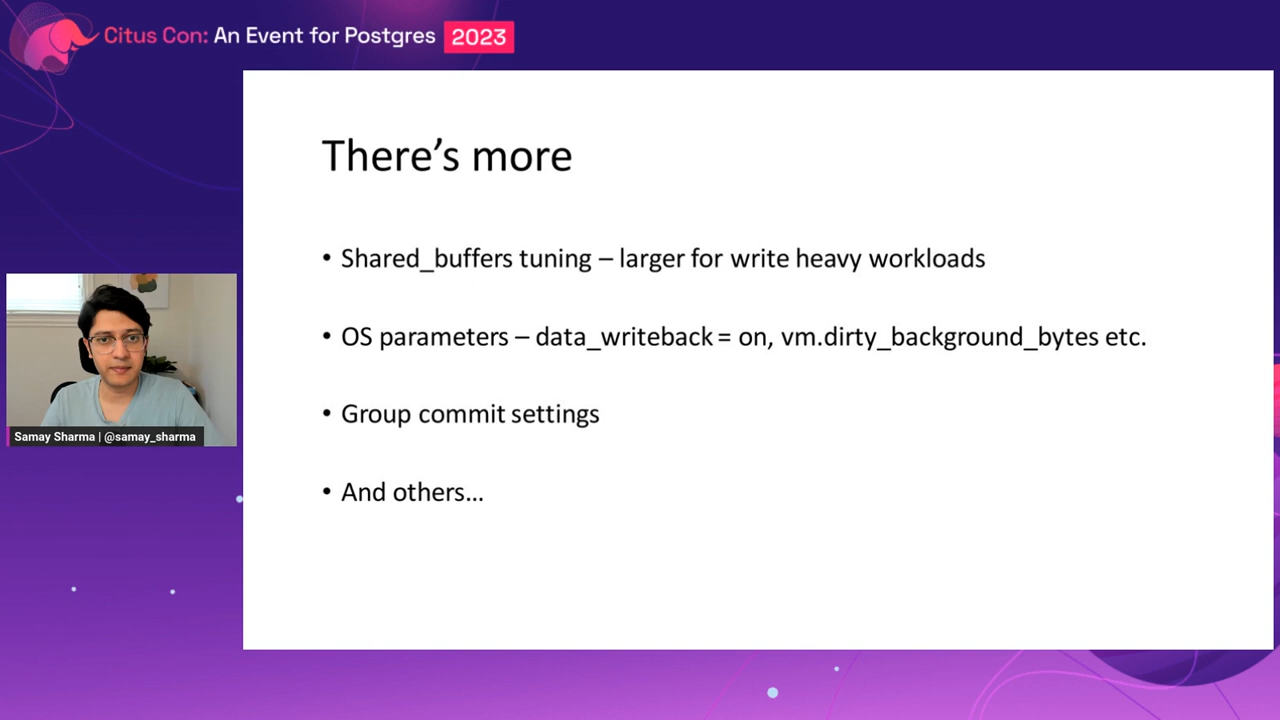 Citus Con: An Event for Postgres 2023
There’s more
• Shared_buffers tuning – larger for write heavy workloads
• OS parameters – data_writeback = on, vm.dirty_background_bytes etc.
• Group commit settings
• And others…
Samay Sharma | @samay_sharma